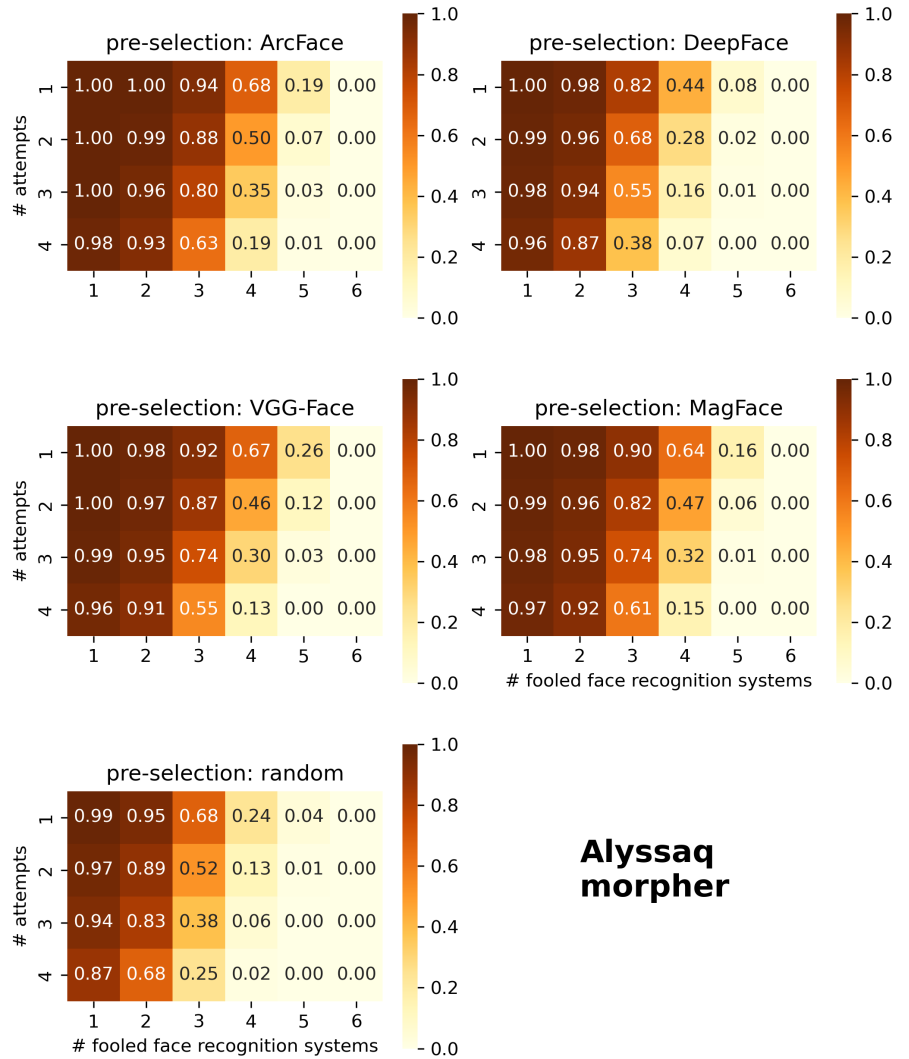 pre-selection: ArcFace
# attempts
1 1.00 1.00 0.94 0.68 0.19 0.00
2 1.00 0.99 0.88 0.50 0.07 0.00
3 1.00 0.96 0.80 0.35 0.03 0.00
4 0.98 0.93 0.63 0.19 0.01 0.00
1 2 3 4 5 6
1.0
0.8
0.6
0.4
0.2
0.0
pre-selection: DeepFace
1 1.00 0.98 0.82 0.44 0.08 0.00
2 0.99 0.96 0.68 0.28 0.02 0.00
3 0.98 0.94 0.55 0.16 0.01 0.00
4 0.96 0.87 0.38 0.07 0.00 0.00
1 2 3 4 5 6
1.0
0.8
0.6
0.4
0.2
0.0
pre-selection: VGG-Face
# attempts
1 1.00 0.98 0.92 0.67 0.26 0.00
2 1.00 0.97 0.87 0.46 0.12 0.00
3 0.99 0.95 0.74 0.30 0.03 0.00
4 0.96 0.91 0.55 0.13 0.00 0.00
1 2 3 4 5 6
1.0
0.8
0.6
0.4
0.2
0.0
pre-selection: MagFace
1 1.00 0.98 0.90 0.64 0.16 0.00
2 0.99 0.96 0.82 0.47 0.06 0.00
3 0.98 0.95 0.74 0.32 0.01 0.00
4 0.97 0.92 0.61 0.15 0.00 0.00
1 2 3 4 5 6
# fooled face recognition systems
1.0
0.8
0.6
0.4
0.2
0.0
pre-selection: random
# attempts
1 0.99 0.95 0.68 0.24 0.04 0.00
2 0.97 0.89 0.52 0.13 0.01 0.00
3 0.94 0.83 0.38 0.06 0.00 0.00
4 0.87 0.68 0.25 0.02 0.00 0.00
1 2 3 4 5 6
# fooled face recognition systems
1.0
0.8
0.6
0.4
0.2
0.0
Alyssaq
morpher